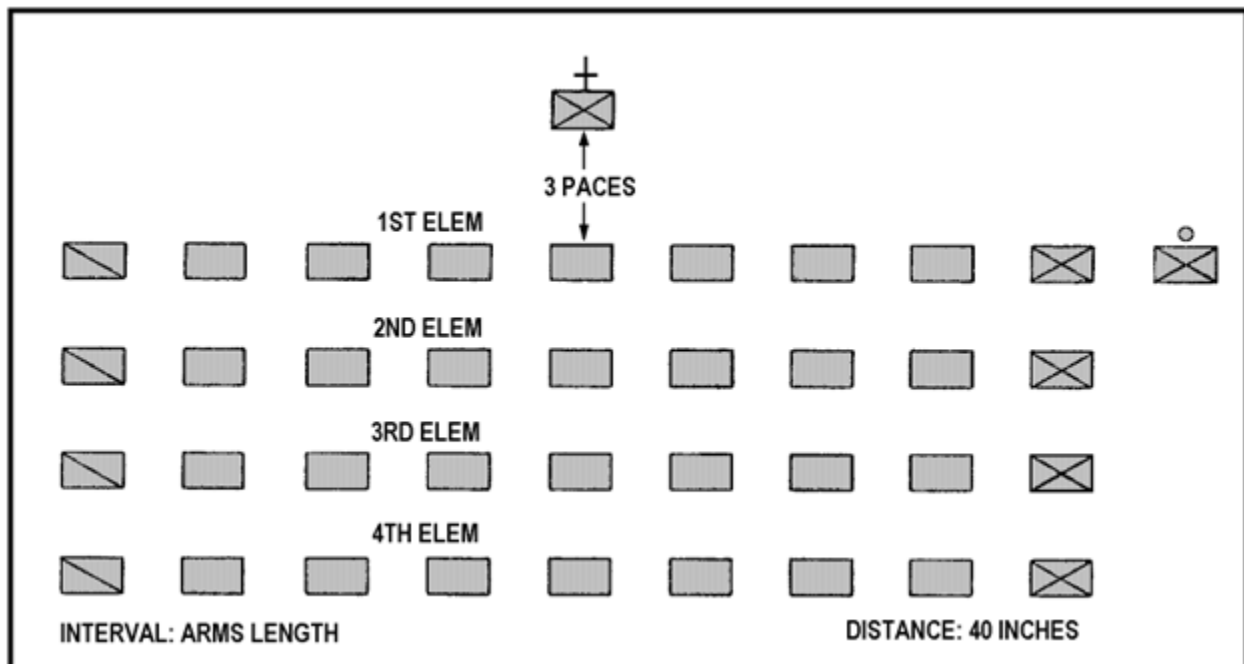 3 PACES
1ST ELEM
2ND ELEM
3RD ELEM
4TH ELEM
INTERVAL: ARMS LENGTH
DISTANCE: 40 INCHES